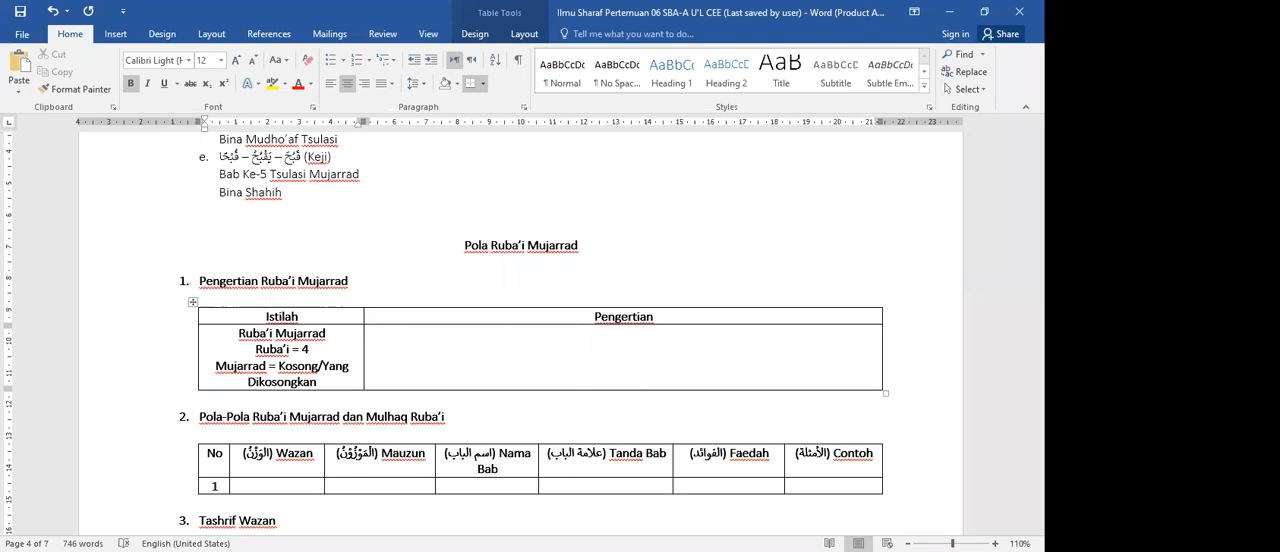 Table Tools
Ilmu Sharaf Pertemuan 06 SBA-A U'L CEE (Last saved by user) - Word (Product A...
File Home Insert Draw Design Layout References Mailings Review View Design Layout Tell me what you want to do... Sign in Share
Paste
Cut
Copy
Format Painter
Calibri Light (H 12
AaBbCcDc AaBbCcDc AaBbCc AaBbCcD AaB AaBbCcD AaBbCcDc
¶ Normal ¶ No Spac... Heading 1 Heading 2 Title Subtitle Subtle Em...
Find
Replace
Select
Clipboard Font Paragraph Styles Editing
Bina Mudho'af Tsulasi
e. قَبُحَ – يَقْبُحُ – قُبْحًا (Keji)
Bab Ke-5 Tsulasi Mujarrad
Bina Shahih
Pola Ruba'i Mujarrad
1. Pengertian Ruba'i Mujarrad
Istilah Pengertian
Ruba'i Mujarrad
Ruba'i = 4
Mujarrad = Kosong/Yang
Dikosongkan
2. Pola-Pola Ruba'i Mujarrad dan Mulhaq Ruba'i
No (الوَزْنُ) Wazan (الْمَوْزُوْنُ) Mauzun (اسم الباب) Nama Bab (علامة الباب) Tanda Bab (الفوائد) Faedah (الأمثلة) Contoh
1
3. Tashrif Wazan
Page 4 of 7 746 words English (United States) 110%